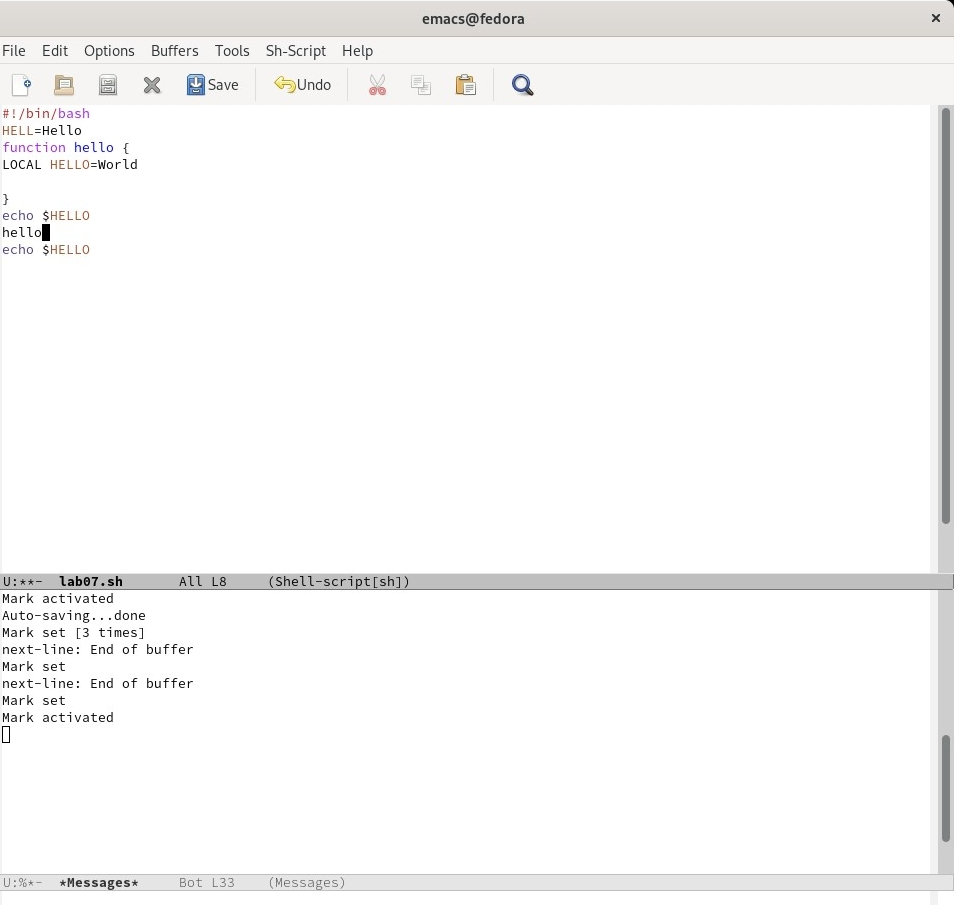 emacs@fedora
File Edit Options Buffers Tools Sh-Script Help
Save Undo
#!/bin/bash
HELL=Hello
function hello {
LOCAL HELLO=World
}
echo $HELLO
hello
echo $HELLO
U:**- lab07.sh All L8 (Shell-script[sh])
Mark activated
Auto-saving...done
Mark set [3 times]
next-line: End of buffer
Mark set
next-line: End of buffer
Mark set
Mark activated
U:%*- *Messages* Bot L33 (Messages)